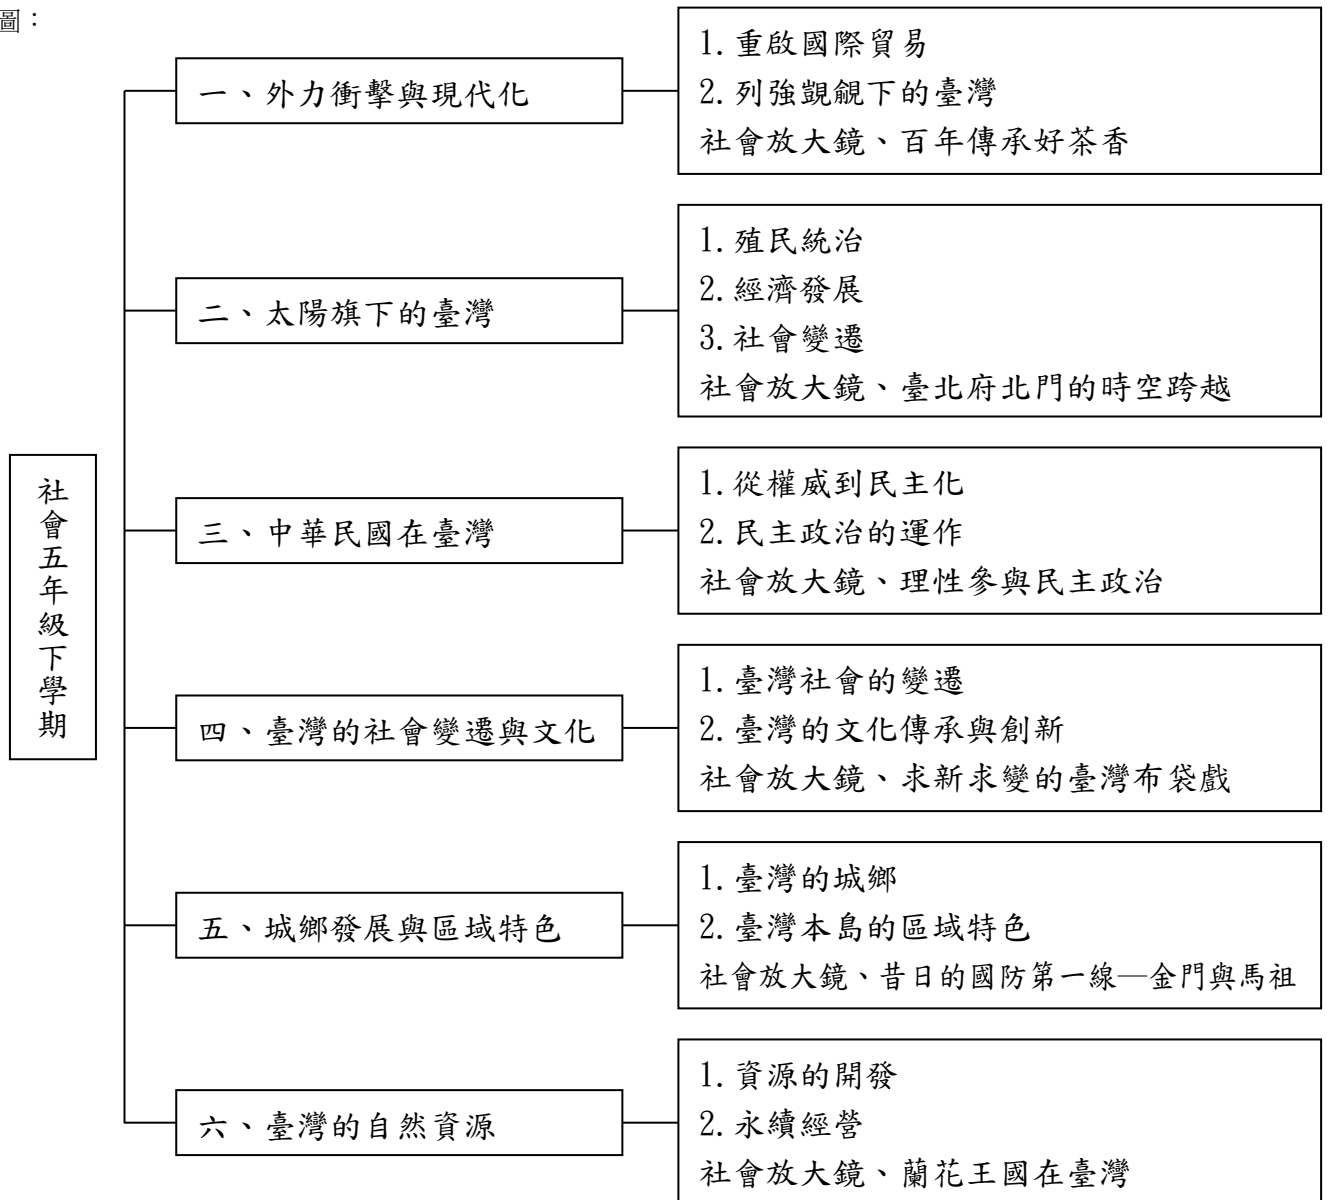 圖：
一、外力衝擊與現代化
1.重啟國際貿易
2.列強覬覦下的臺灣
社會放大鏡、百年傳承好茶香
二、太陽旗下的臺灣
1.殖民統治
2.經濟發展
3.社會變遷
社會放大鏡、臺北府北門的時空跨越
社會五年級下學期
三、中華民國在臺灣
1.從權威到民主化
2.民主政治的運作
社會放大鏡、理性參與民主政治
四、臺灣的社會變遷與文化
1.臺灣社會的變遷
2.臺灣的文化傳承與創新
社會放大鏡、求新求變的臺灣布袋戲
五、城鄉發展與區域特色
1.臺灣的城鄉
2.臺灣本島的區域特色
社會放大鏡、昔日的國防第一線—金門與馬祖
六、臺灣的自然資源
1.資源的開發
2.永續經營
社會放大鏡、蘭花王國在臺灣